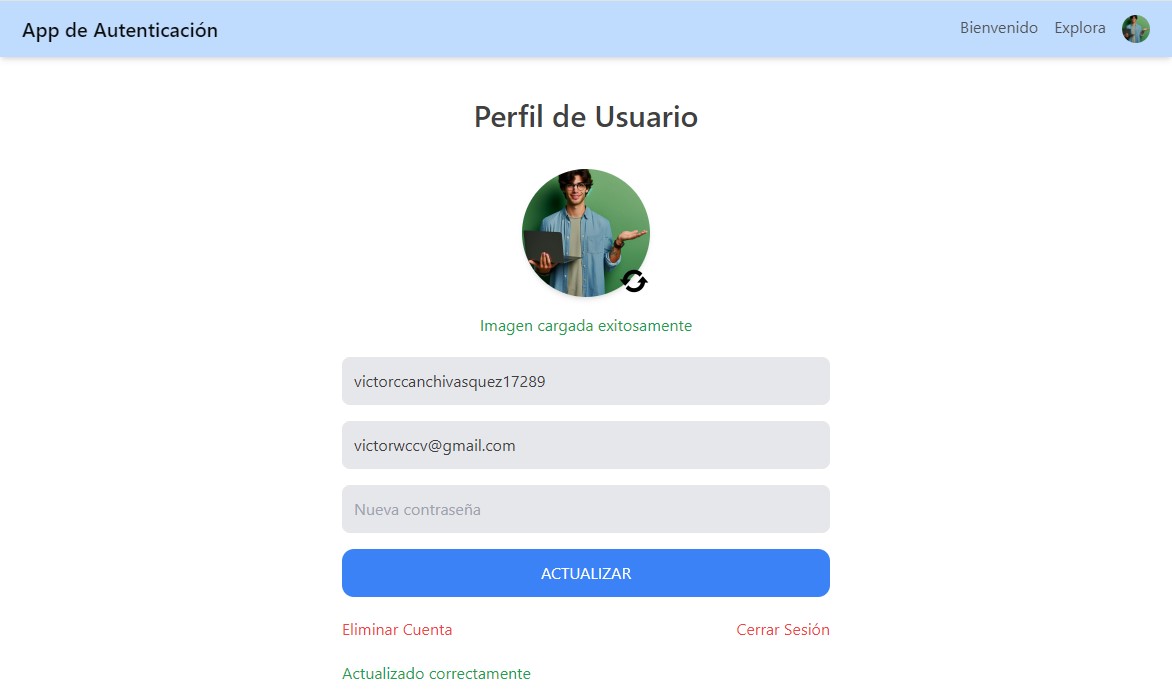 App de Autenticación
Bienvenido
Explora
Perfil de Usuario
Imagen cargada exitosamente
victorccanchivasquez17289
victorwccv@gmail.com
Nueva contraseña
ACTUALIZAR
Eliminar Cuenta
Cerrar Sesión
Actualizado correctamente